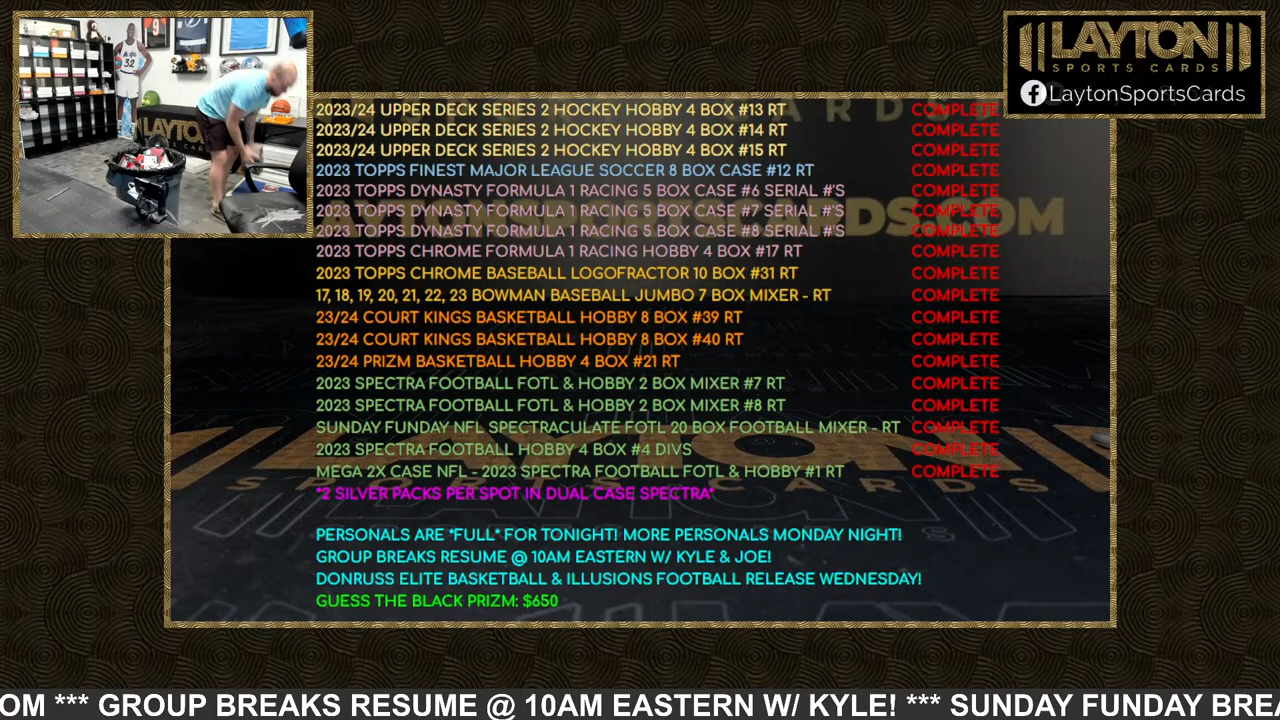 LAYTON
SPORTS CARDS
LaytonSportsCards
32
LAYTON
2023/24 UPPER DECK SERIES 2 HOCKEY HOBBY 4 BOX #13 RT COMPLETE
2023/24 UPPER DECK SERIES 2 HOCKEY HOBBY 4 BOX #14 RT COMPLETE
2023/24 UPPER DECK SERIES 2 HOCKEY HOBBY 4 BOX #15 RT COMPLETE
2023 TOPPS FINEST MAJOR LEAGUE SOCCER 8 BOX CASE #12 RT COMPLETE
2023 TOPPS DYNASTY FORMULA 1 RACING 5 BOX CASE #6 SERIAL #'S COMPLETE
2023 TOPPS DYNASTY FORMULA 1 RACING 5 BOX CASE #7 SERIAL #'S COMPLETE
2023 TOPPS DYNASTY FORMULA 1 RACING 5 BOX CASE #8 SERIAL #'S COMPLETE
2023 TOPPS CHROME FORMULA 1 RACING HOBBY 4 BOX #17 RT COMPLETE
2023 TOPPS CHROME BASEBALL LOGOFRACTOR 10 BOX #31 RT COMPLETE
17, 18, 19, 20, 21, 22, 23 BOWMAN BASEBALL JUMBO 7 BOX MIXER - RT COMPLETE
23/24 COURT KINGS BASKETBALL HOBBY 8 BOX #39 RT COMPLETE
23/24 COURT KINGS BASKETBALL HOBBY 8 BOX #40 RT COMPLETE
23/24 PRIZM BASKETBALL HOBBY 4 BOX #21 RT COMPLETE
2023 SPECTRA FOOTBALL FOTL & HOBBY 2 BOX MIXER #7 RT COMPLETE
2023 SPECTRA FOOTBALL FOTL & HOBBY 2 BOX MIXER #8 RT COMPLETE
SUNDAY FUNDAY NFL SPECTRACULATE FOTL 20 BOX FOOTBALL MIXER - RT COMPLETE
2023 SPECTRA FOOTBALL HOBBY 4 BOX #4 DIVS COMPLETE
MEGA 2X CASE NFL - 2023 SPECTRA FOOTBALL FOTL & HOBBY #1 RT COMPLETE
*2 SILVER PACKS PER SPOT IN DUAL CASE SPECTRA*
PERSONALS ARE *FULL* FOR TONIGHT! MORE PERSONALS MONDAY NIGHT!
GROUP BREAKS RESUME @ 10AM EASTERN W/ KYLE & JOE!
DONRUSS ELITE BASKETBALL & ILLUSIONS FOOTBALL RELEASE WEDNESDAY!
GUESS THE BLACK PRIZM: $650
OM *** GROUP BREAKS RESUME @ 10AM EASTERN W/ KYLE! *** SUNDAY FUNDAY BREA